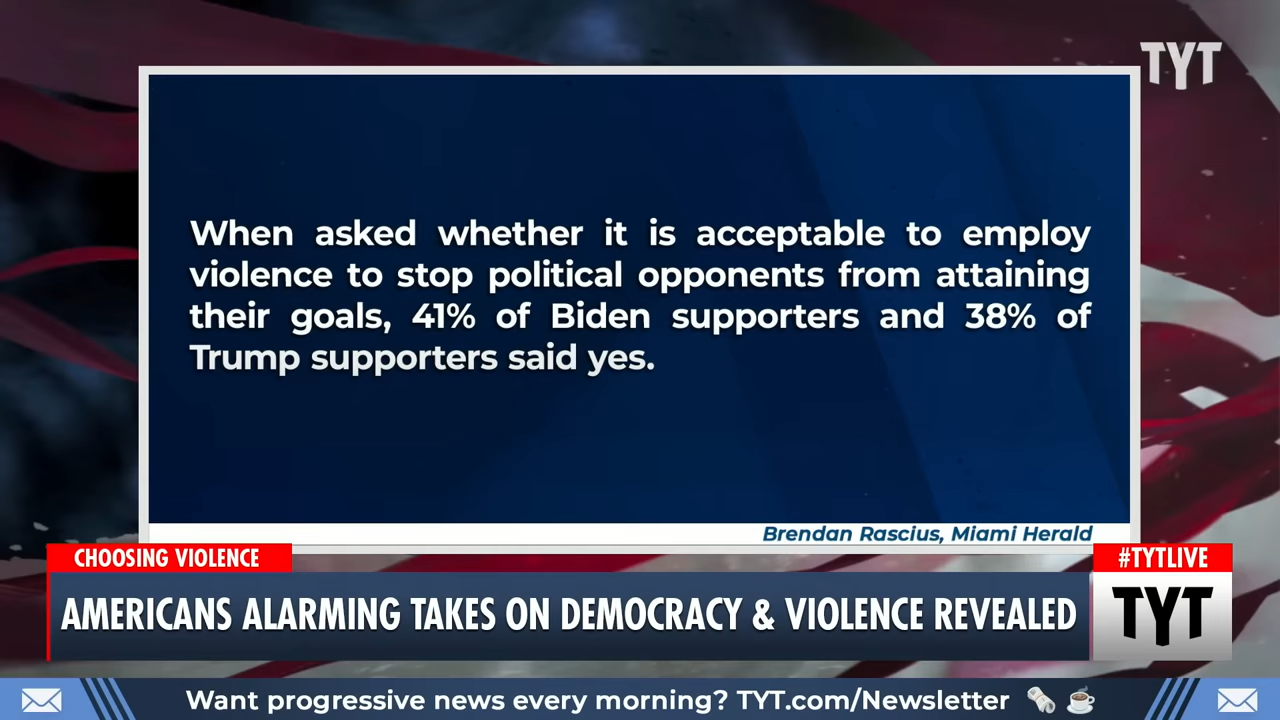 TYT
When asked whether it is acceptable to employ
violence to stop political opponents from attaining
their goals, 41% of Biden supporters and 38% of
Trump supporters said yes.
Brendan Rascius, Miami Herald
CHOOSING VIOLENCE
#TYTLIVE
AMERICANS ALARMING TAKES ON DEMOCRACY & VIOLENCE REVEALED
TYT
Want progressive news every morning? TYT.com/Newsletter